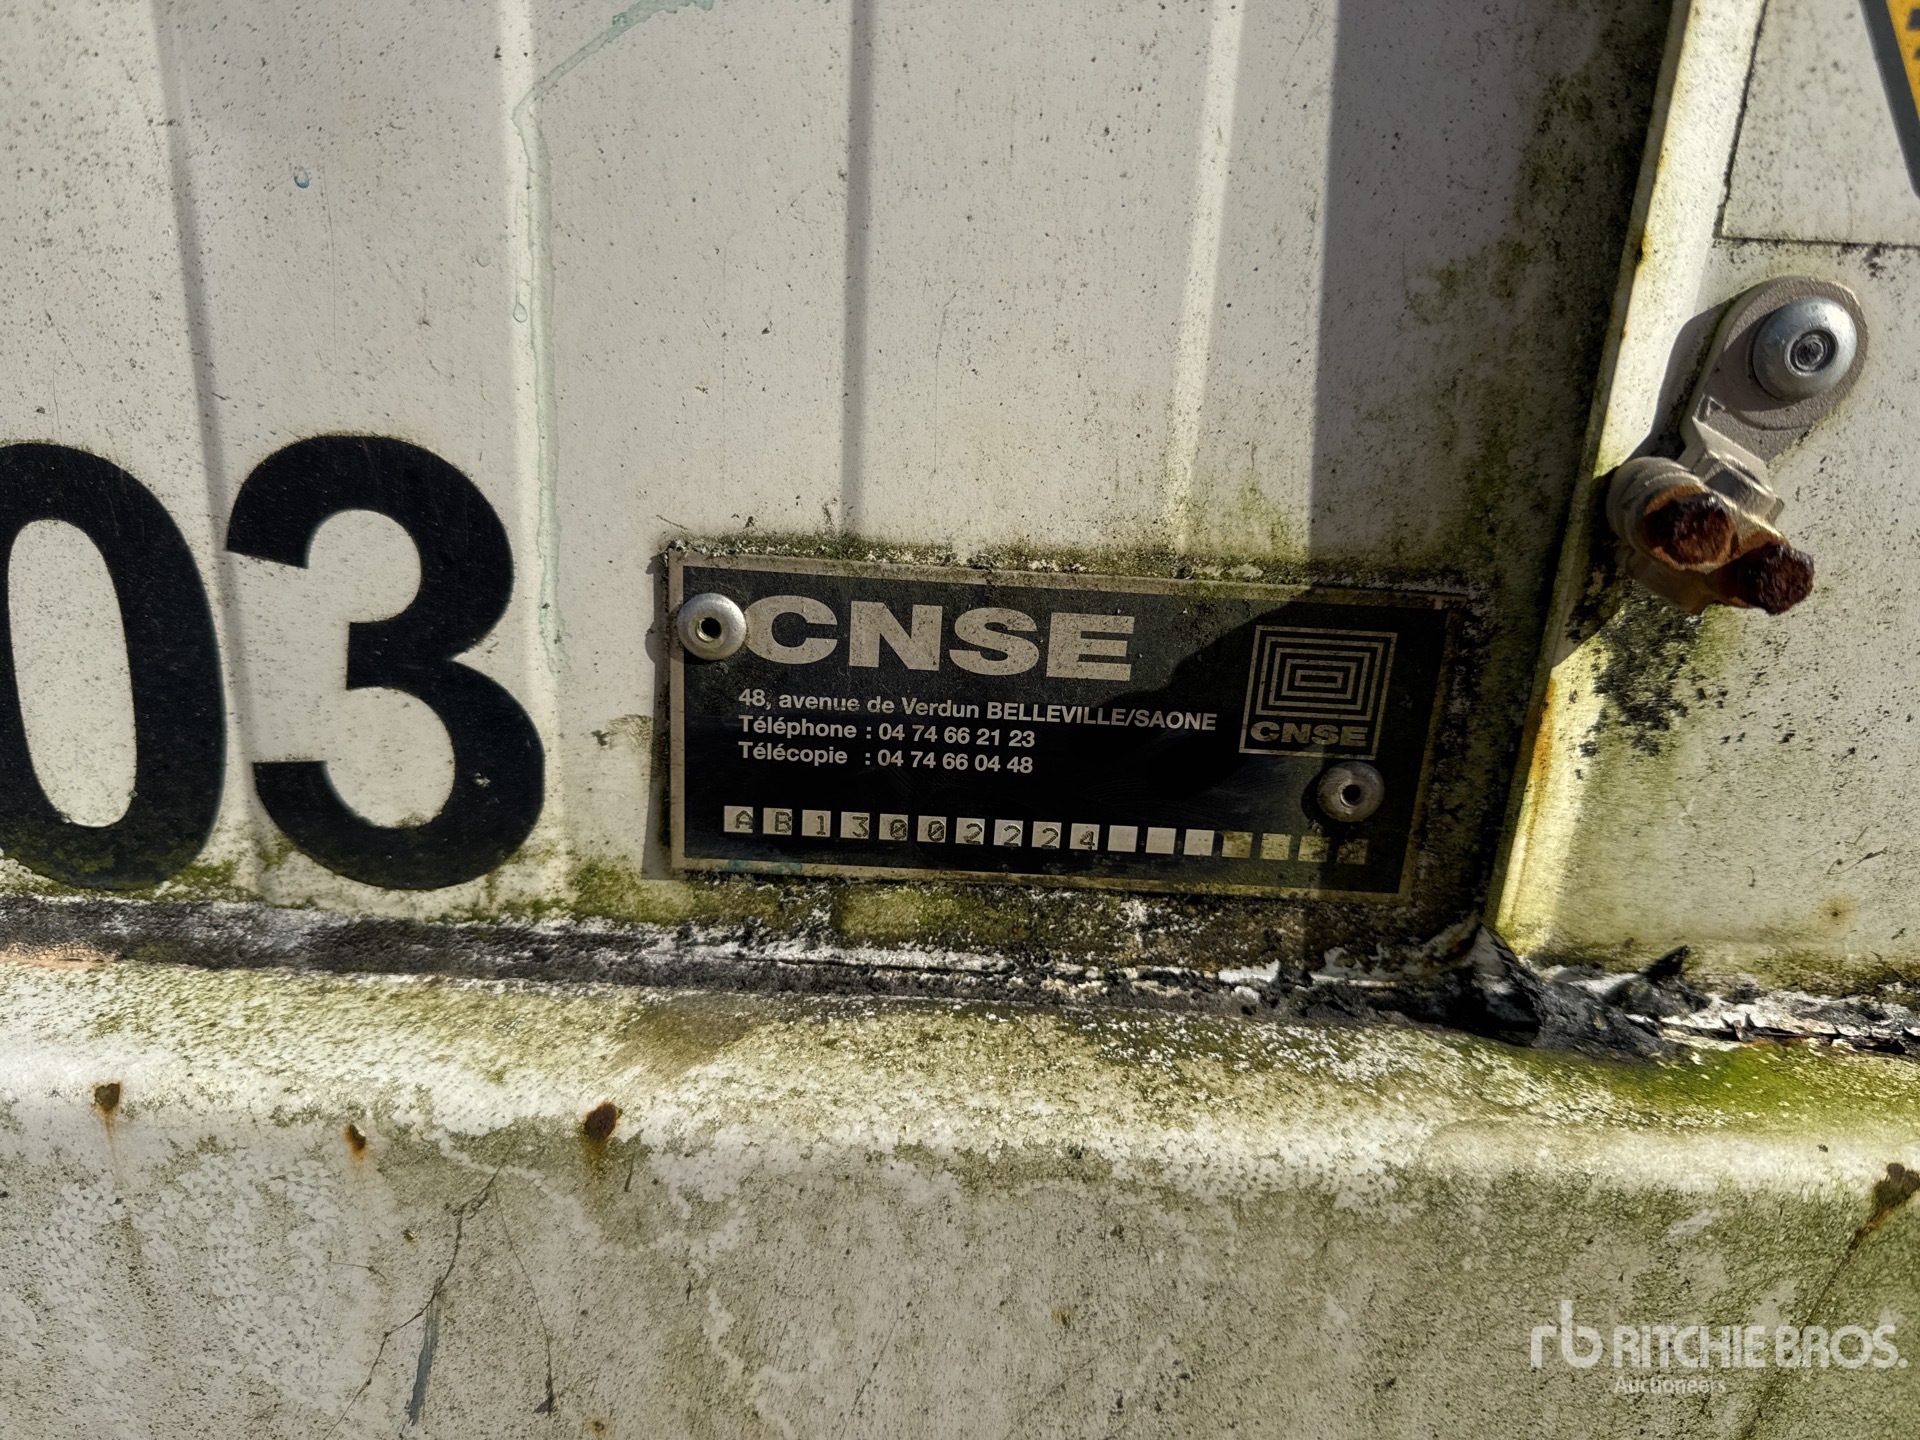 03
CNSE
48, avenue de Verdun BELLEVILLE/SAONE
Téléphone : 04 74 66 21 23
Télécopie : 04 74 66 04 48
CNSE
AB13002224
rb RITCHIE BROS.
Auctioneers